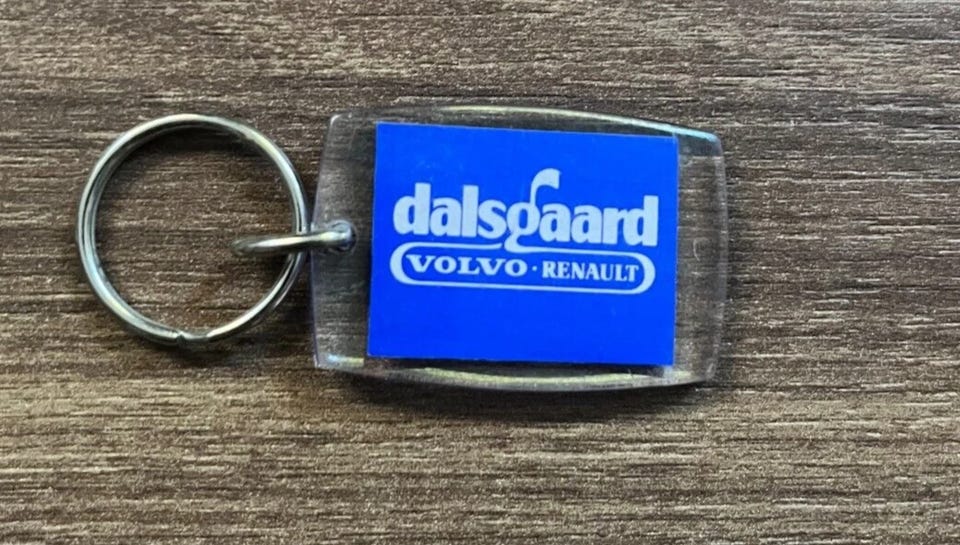 dalsgaard
VOLVO · RENAULT